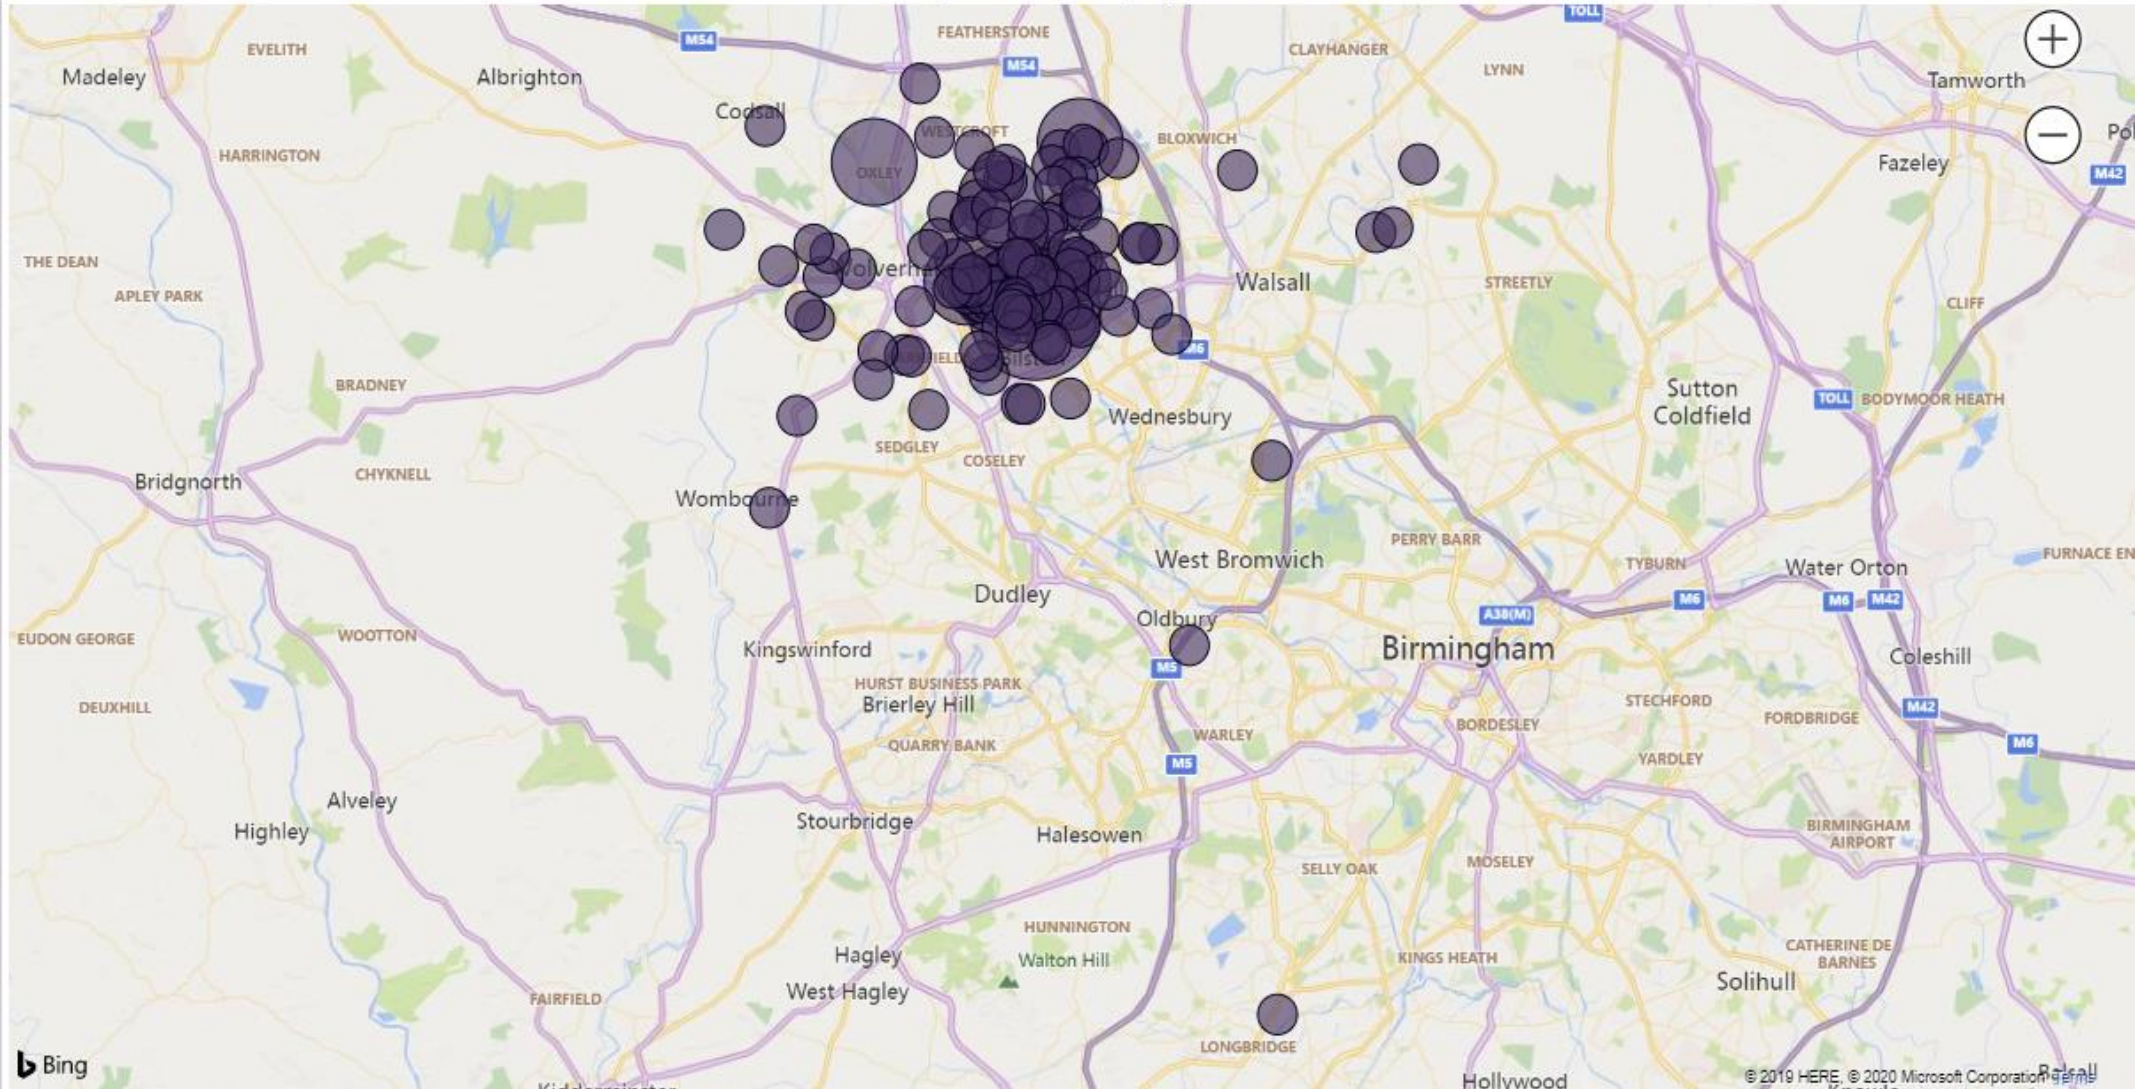 TOLL
M54
FEATHERSTONE
CLAYHANGER
EVELITH
M54
LYNN
Madeley
Albrighton
Tamworth
Codsall
WESTCROFT
BLOXWICH
HARRINGTON
Fazeley
OXLEY
M42
THE DEAN
Walsall
STREETLY
APLEY PARK
CLIFF
M6
BRADNEY
Sutton
Coldfield
TOLL
BODYMOOR HEATH
Wednesbury
SEDGLEY
COSELEY
CHYKNELL
Bridgnorth
Wombourne
PERRY BARR
West Bromwich
TYBURN
Water Orton
FURNACE EN
Dudley
M6
M6
M42
A38(M)
Oldbury
EUDON GEORGE
WOOTTON
Kingswinford
Birmingham
Coleshill
M5
HURST BUSINESS PARK
Brierley Hill
STECHFORD
DEUXHILL
M42
FORDBRIDGE
BORDESLEY
WARLEY
QUARRY BANK
M6
YARDLEY
M5
Alveley
Highley
Stourbridge
Halesowen
BIRMINGHAM
AIRPORT
SELLY OAK
MOSELEY
HUNNINGTON
Hagley
Walton Hill
KINGS HEATH
CATHERINE DE
BARNES
Solihull
West Hagley
FAIRFIELD
LONGBRIDGE
Bing
Hollywood
© 2019 HERE, © 2020 Microsoft Corporation Terms